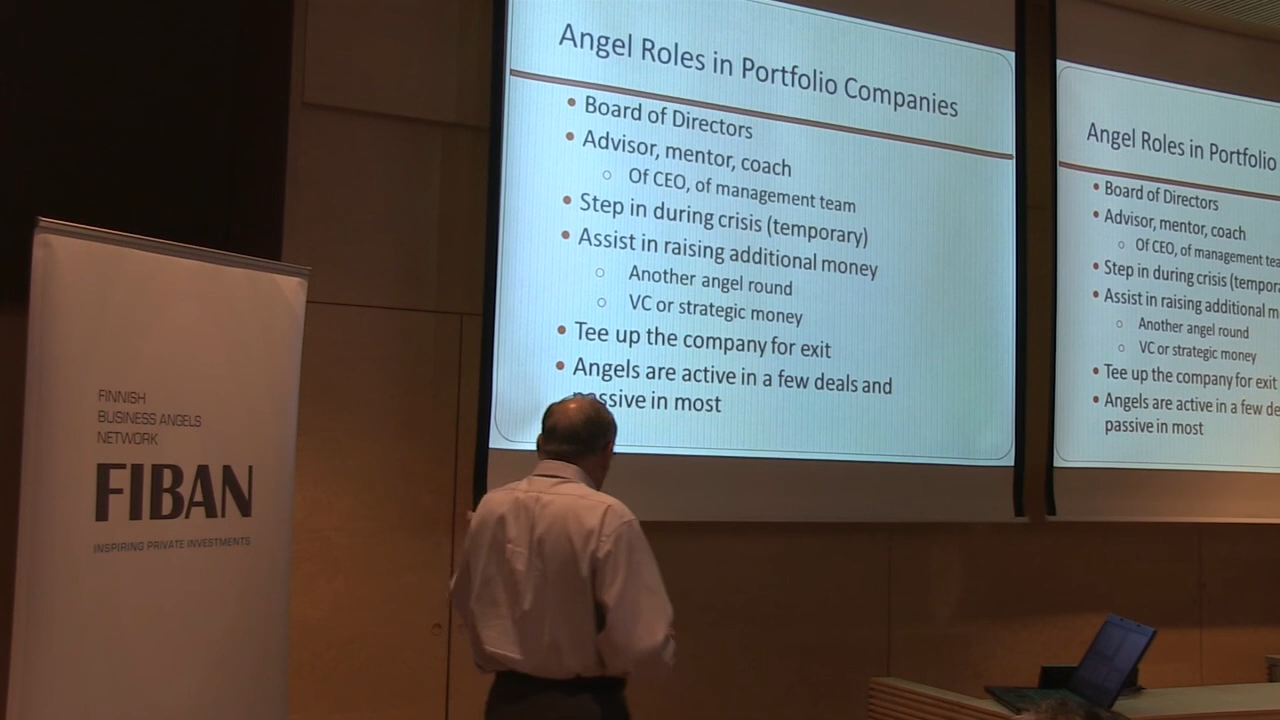 FINNISH
BUSINESS ANGELS
NETWORK
FIBAN
INSPIRING PRIVATE INVESTMENTS
Angel Roles in Portfolio Companies
• Board of Directors
• Advisor, mentor, coach
○ Of CEO, of management team
• Step in during crisis (temporary)
• Assist in raising additional money
○ Another angel round
○ VC or strategic money
• Tee up the company for exit
• Angels are active in a few deals and
passive in most
Angel Roles in Portfolio
• Board of Directors
• Advisor, mentor, coach
○ Of CEO, of management tea
• Step in during crisis (tempora
• Assist in raising additional m
○ Another angel round
○ VC or strategic money
• Tee up the company for exit
• Angels are active in a few de
passive in most